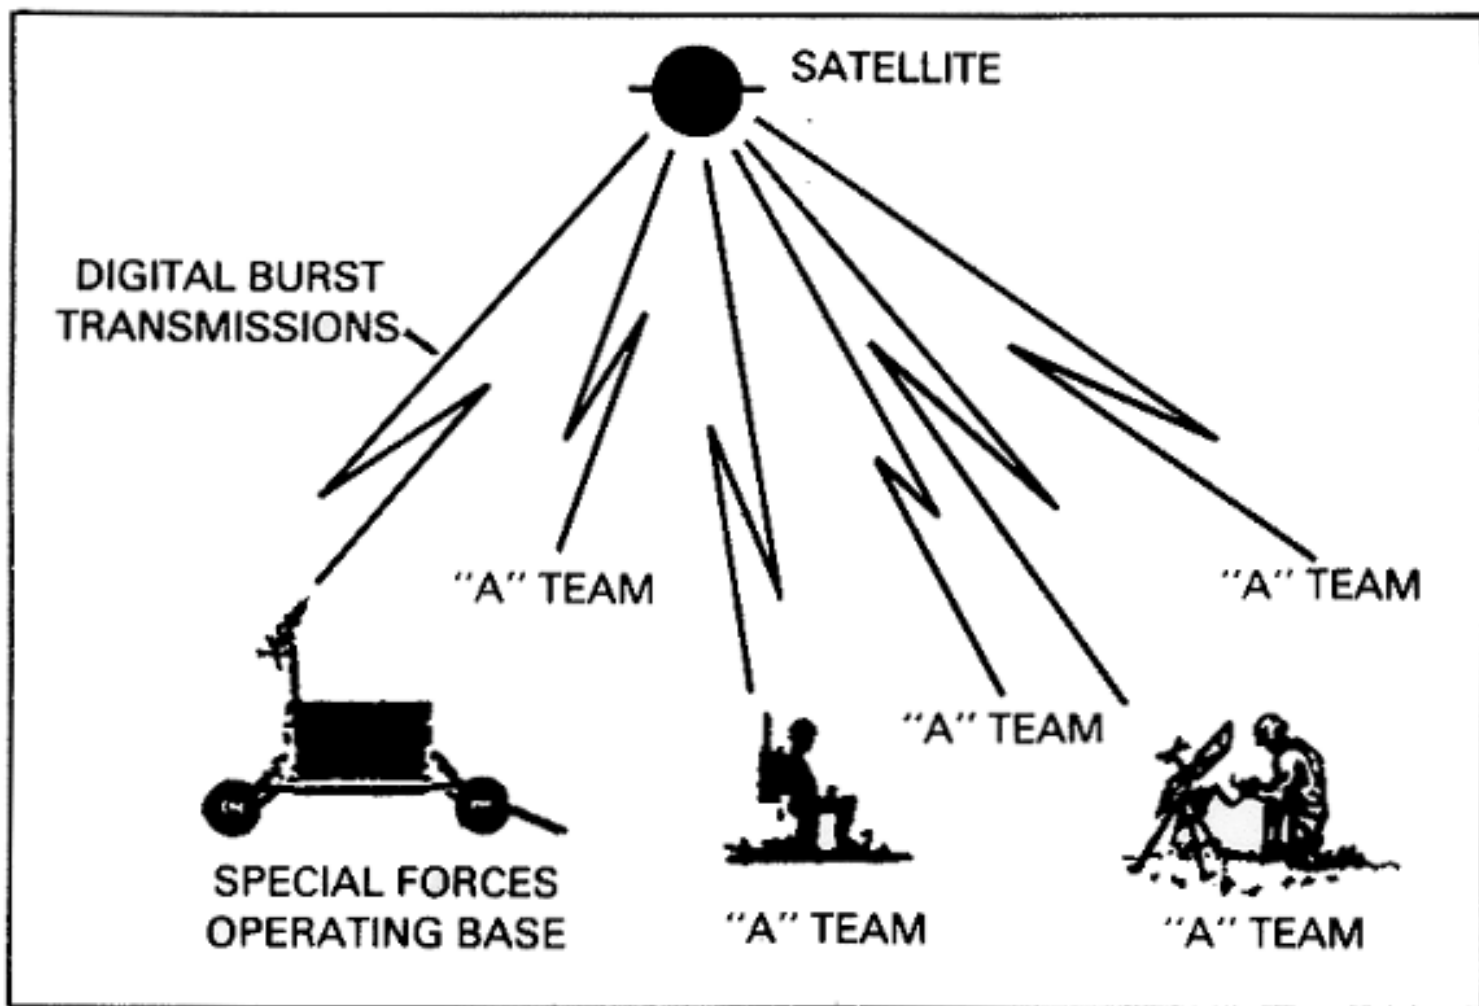 SATELLITE
DIGITAL BURST
TRANSMISSIONS
"A" TEAM
"A" TEAM
"A" TEAM
SPECIAL FORCES
OPERATING BASE
"A" TEAM
"A" TEAM